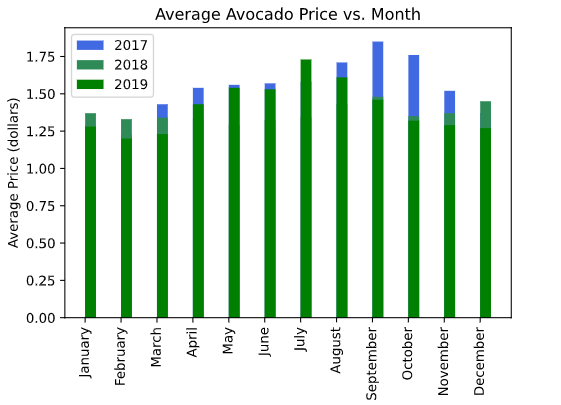 Average Avocado Price vs. Month
2017
2018
2019
Average Price (dollars)
1.75
1.50
1.25
1.00
0.75
0.50
0.25
0.00
January
February
March
April
May
June
July
August
September
October
November
December